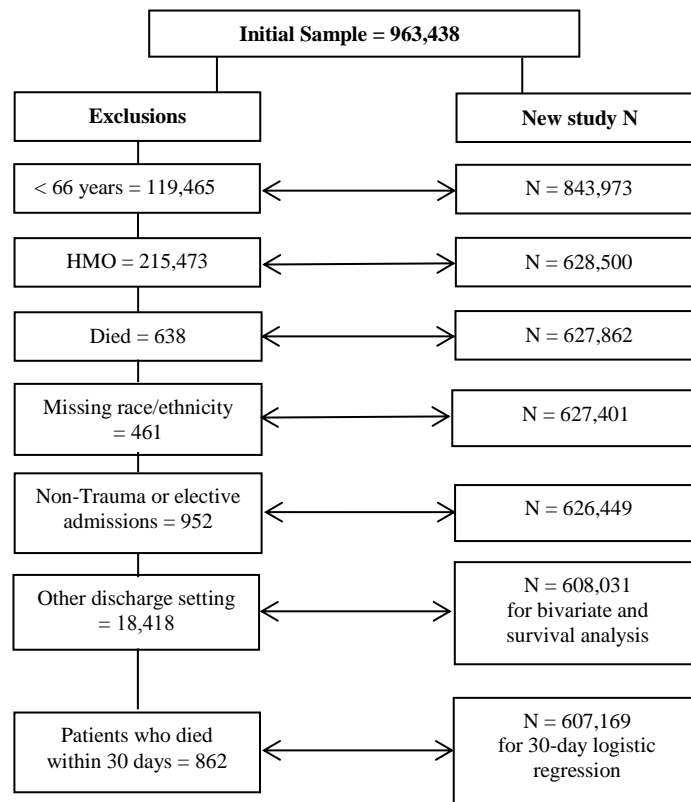 Initial Sample = 963,438
Exclusions
New study N
< 66 years = 119,465
N = 843,973
HMO = 215,473
N = 628,500
Died = 638
N = 627,862
Missing race/ethnicity
= 461
N = 627,401
Non-Trauma or elective
admissions = 952
N = 626,449
Other discharge setting
= 18,418
N = 608,031
for bivariate and
survival analysis
Patients who died
within 30 days = 862
N = 607,169
for 30-day logistic
regression